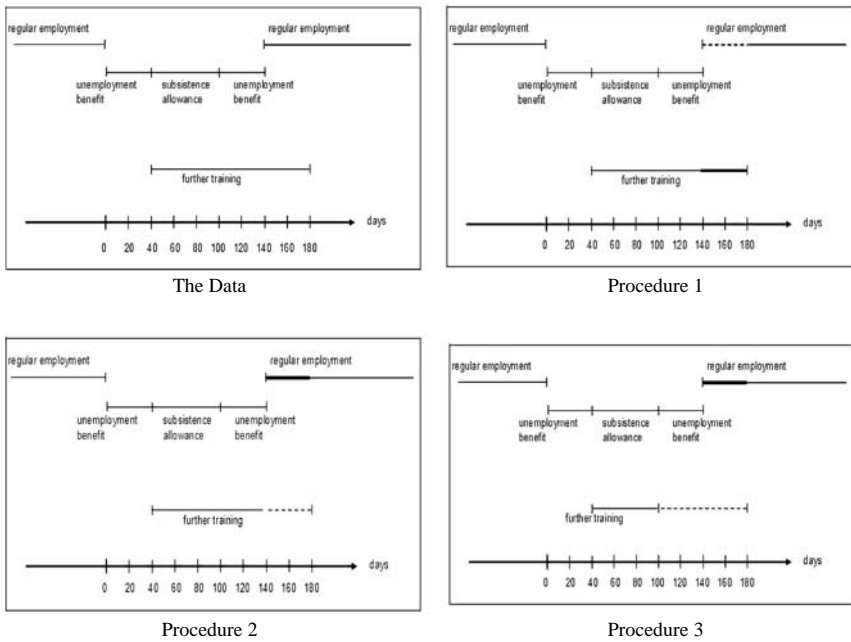 regular employment
regular employment
unemployment benefit
subsistence allowance
unemployment benefit
further training
days
0 20 40 60 80 100 120 140 160 180
The Data
regular employment
regular employment
unemployment benefit
subsistence allowance
unemployment benefit
further training
days
0 20 40 60 80 100 120 140 160 180
Procedure 1
regular employment
regular employment
unemployment benefit
subsistence allowance
unemployment benefit
further training
days
0 20 40 60 80 100 120 140 160 180
Procedure 2
regular employment
regular employment
unemployment benefit
subsistence allowance
unemployment benefit
further training
days
0 20 40 60 80 100 120 140 160 180
Procedure 3